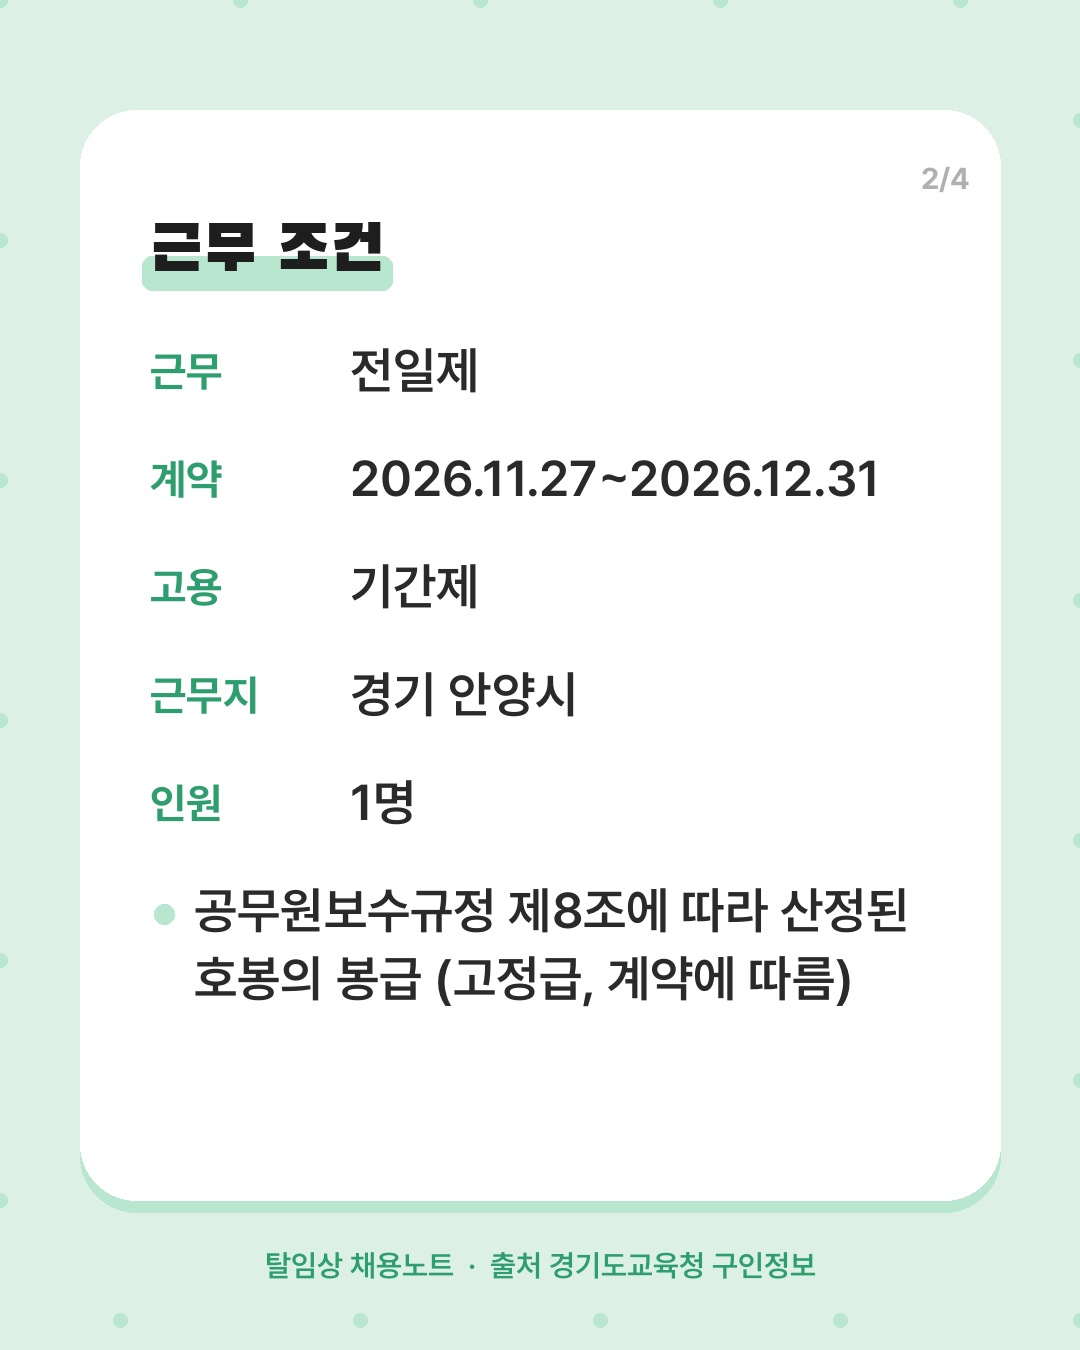 2/4
근무 조건
근무 전일제
계약 2026.11.27~2026.12.31
고용 기간제
근무지 경기 안양시
인원 1명
공무원보수규정 제8조에 따라 산정된
호봉의 봉급 (고정급, 계약에 따름)
탈임상 채용노트 · 출처 경기도교육청 구인정보